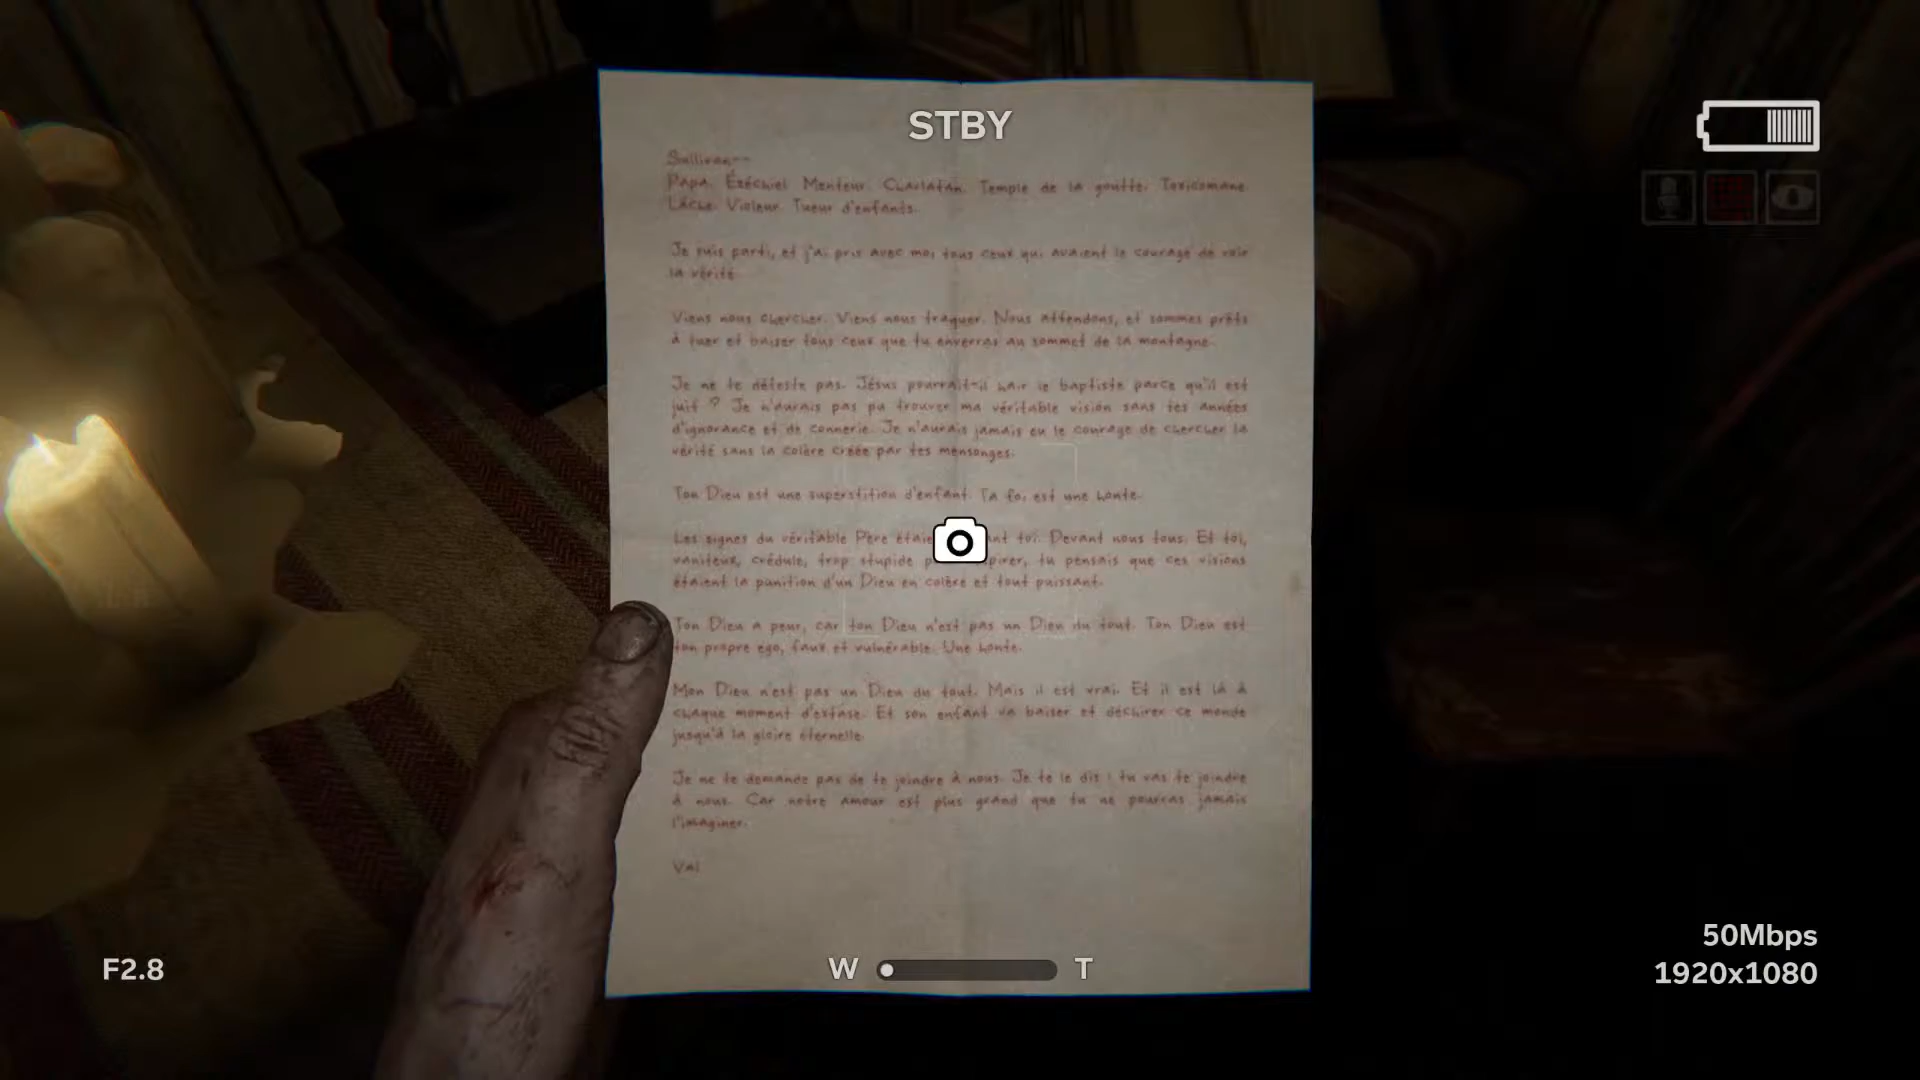 STBY
Sullivan--
Papa. Ézéchiel Menteur. Charlatan. Temple de la goutte. Toxicomane.
Lâche. Violeur. Tueur d'enfants.
Je suis parti, et j'ai pris avec moi tous ceux qui avaient le courage de voir
la vérité.
Viens nous chercher. Viens nous traquer. Nous attendons, et sommes prêts
à tuer et baiser tous ceux que tu enverras au sommet de la montagne.
Je ne te déteste pas. Jésus pourrait-il haïr le baptiste parce qu'il est
juif ? Je n'aurais pas pu trouver ma véritable vision sans tes années
d'ignorance et de connerie. Je n'aurais jamais eu le courage de chercher la
vérité sans la colère créée par tes mensonges.
Ton Dieu est une superstition d'enfant. Ta foi est une honte.
Les signes du véritable Père toi. Devant nous tous. Et toi,
vaniteux, crédule, trop stupide tu pensais que ces visions
étaient la punition d'un Dieu en colère et tout puissant.
Ton Dieu a peur, car ton Dieu n'est pas un Dieu du tout. Ton Dieu est
ton propre ego, faux et vulnérable. Une honte.
Mon Dieu n'est pas un Dieu du tout. Mais il est vrai. Et il est là à
chaque moment d'extase. Et son enfant va baiser et déchirer ce monde
jusqu'à la gloire éternelle.
Je ne te demande pas de te joindre à nous. Je te le dis : tu vas te joindre
à nous. Car notre amour est plus grand que tu ne pourras jamais
l'imaginer.
Val
F2.8
W T
50Mbps
1920x1080